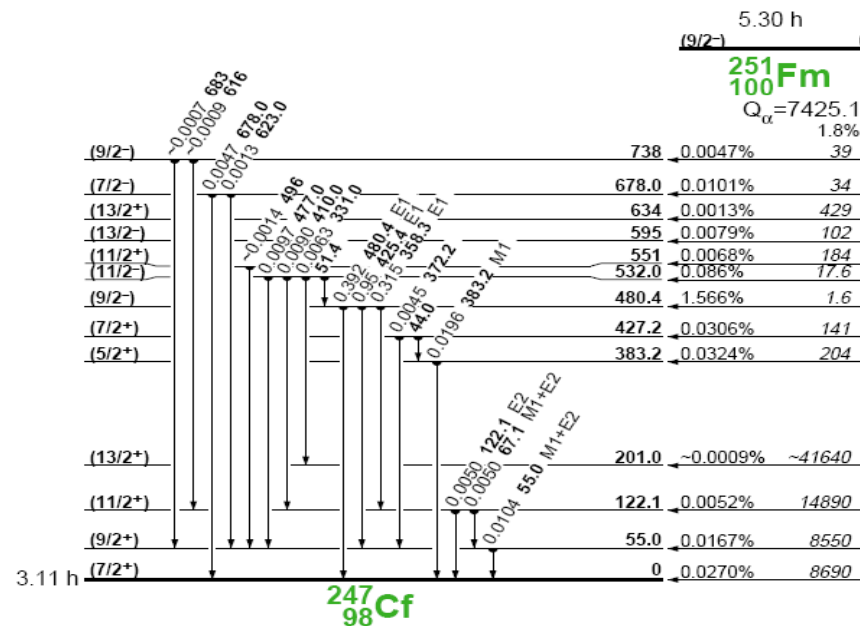 5.30 h
(9/2⁻)
²⁵¹₁₀₀Fm
Qα=7425.1
1.8%
~0.0007 683
~0.0009 616
0.0047 678.0
0.0013 623.0
~0.0014 496
0.0097 477.0
0.0090 410.0
0.0063 331.0
51.4
0.392 480.4 E1
0.95 425.4 E1
0.315 358.3 E1
0.0045 372.2
44.0
0.0196 383.2 M1
0.0050 122.1 E2
0.0050 67.1 M1+E2
0.0104 55.0 M1+E2
(9/2⁻) 738 0.0047% 39
(7/2⁻) 678.0 0.0101% 34
(13/2⁺) 634 0.0013% 429
(13/2⁻) 595 0.0079% 102
(11/2⁺) 551 0.0068% 184
(11/2⁻) 532.0 0.086% 17.6
(9/2⁻) 480.4 1.566% 1.6
(7/2⁺) 427.2 0.0306% 141
(5/2⁺) 383.2 0.0324% 204
(13/2⁺) 201.0 ~0.0009% ~41640
(11/2⁺) 122.1 0.0052% 14890
(9/2⁺) 55.0 0.0167% 8550
3.11 h (7/2⁺) 0 0.0270% 8690
²⁴⁷₉₈Cf